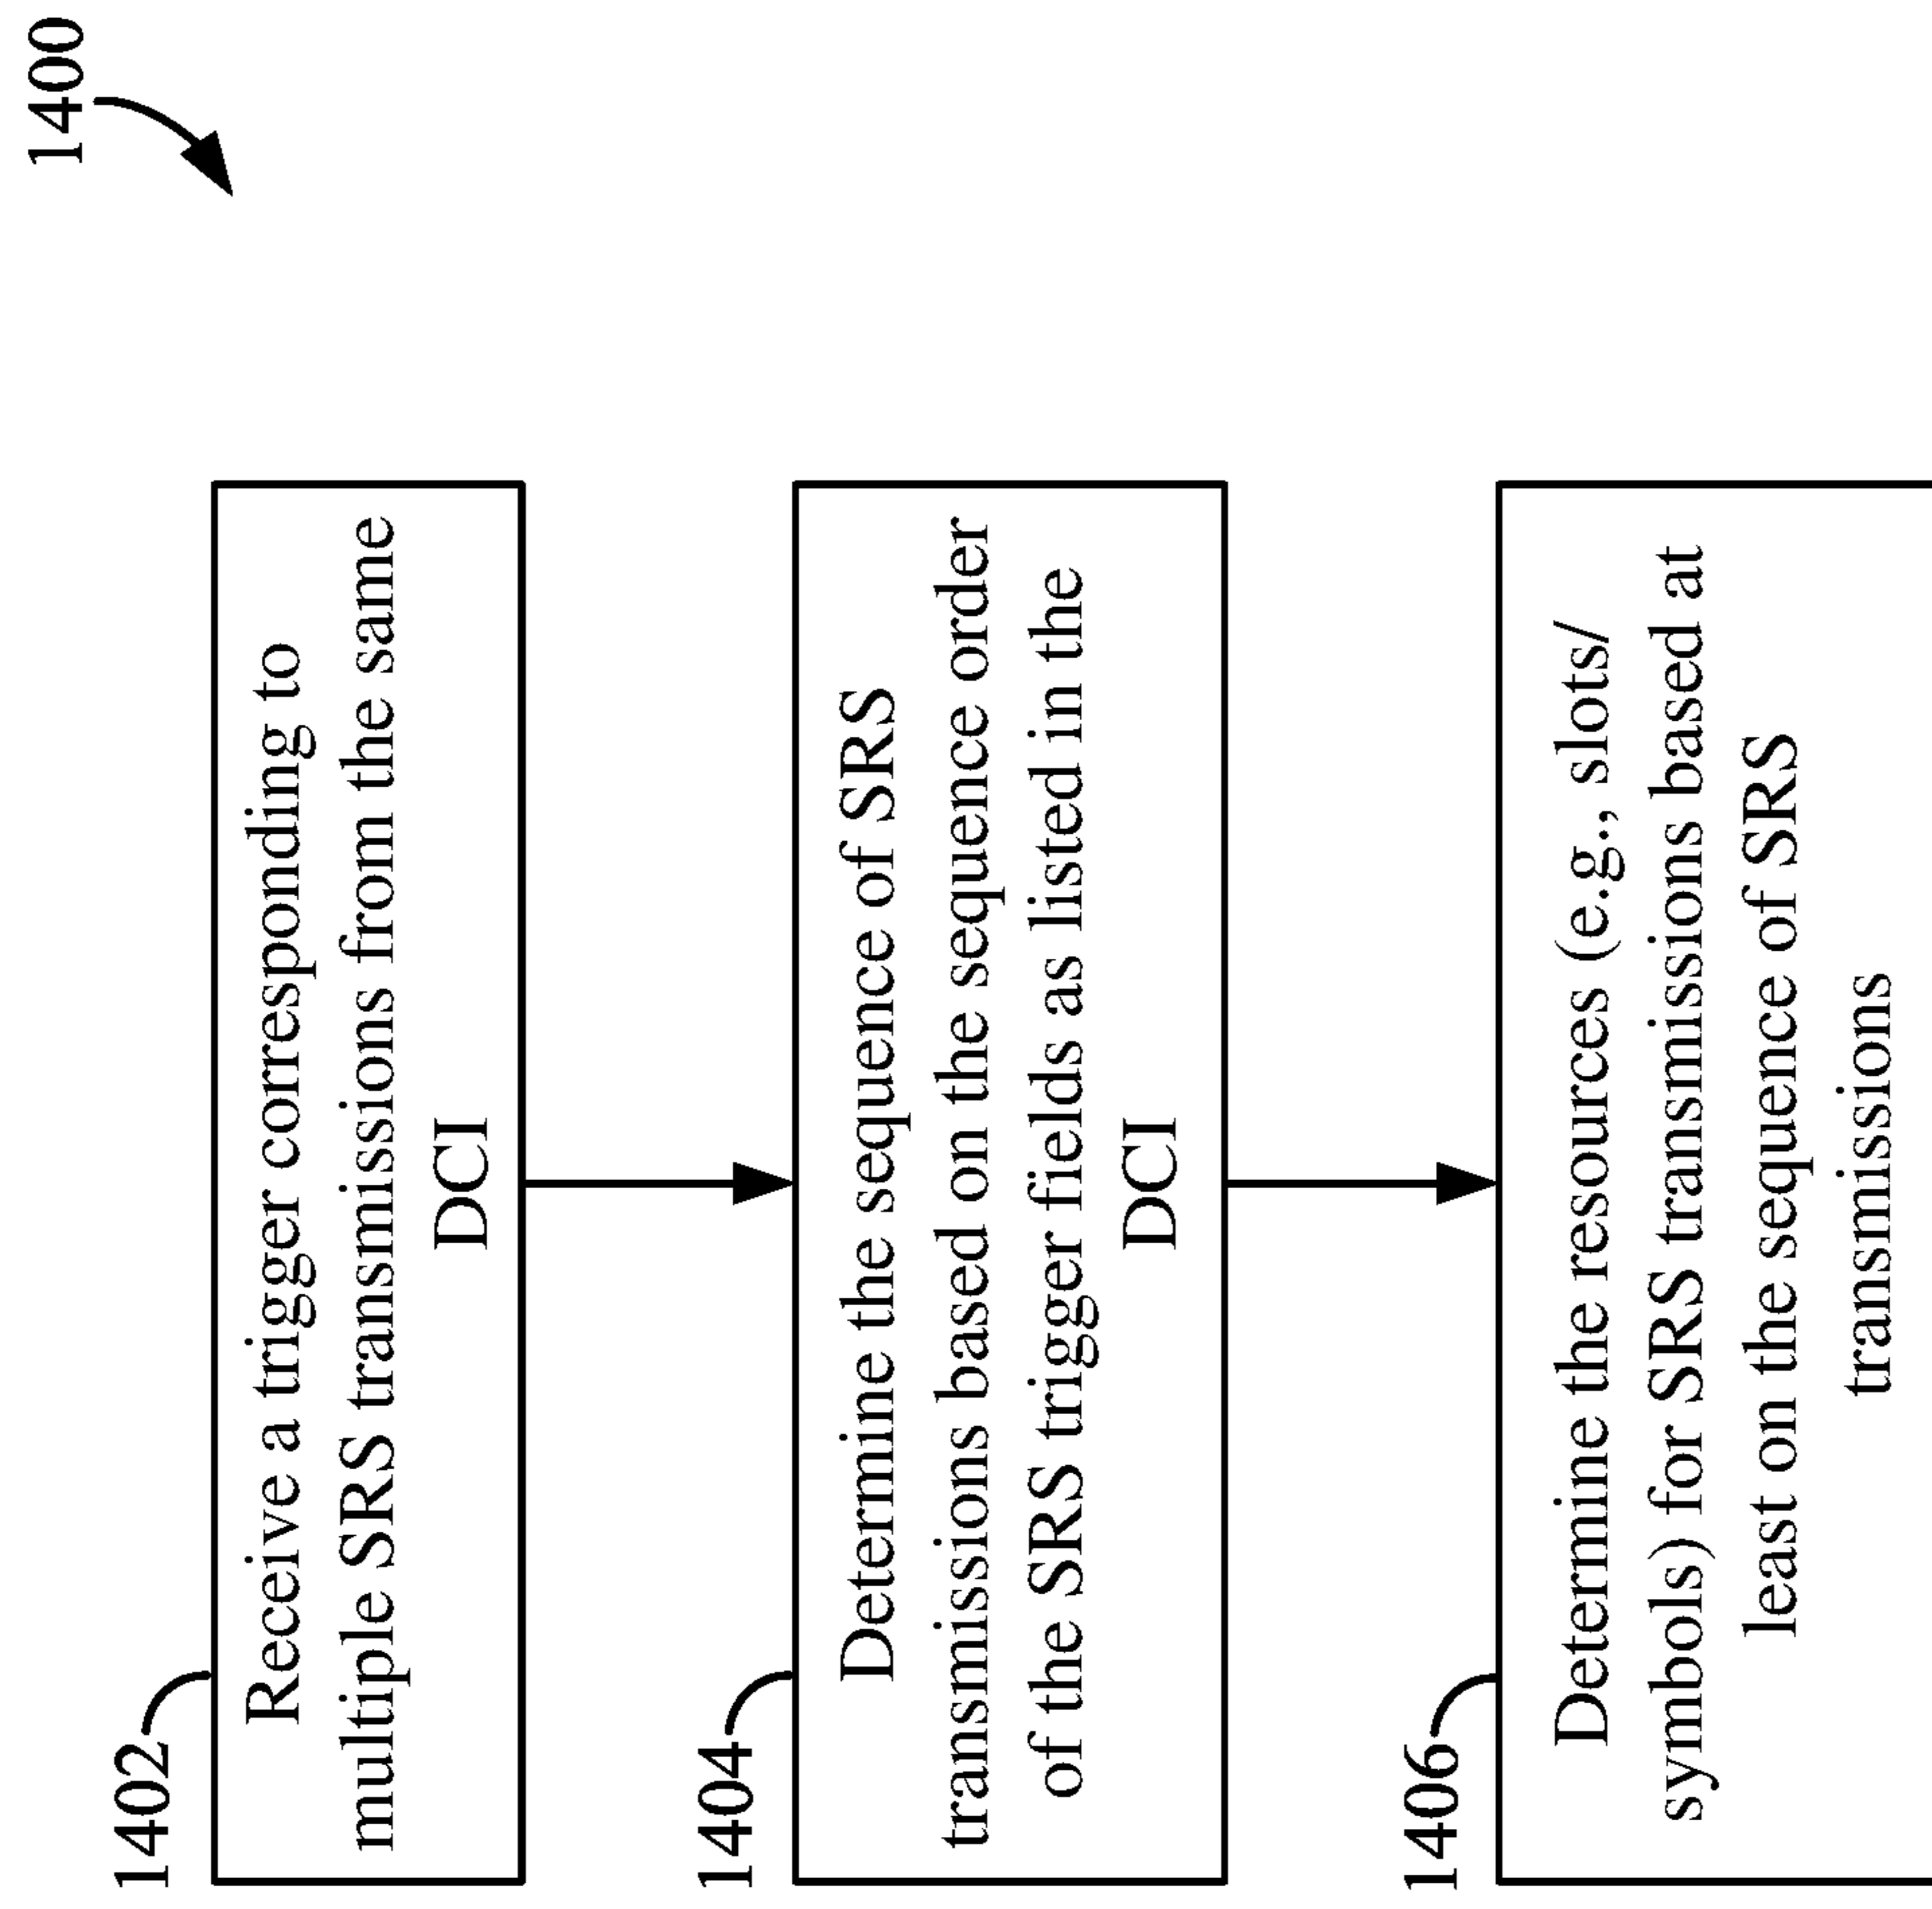 1400
1402
Receive a trigger corresponding to
multiple SRS transmissions from the same
DCI
1404
Determine the sequence of SRS
transmissions based on the sequence order
of the SRS trigger fields as listed in the
DCI
1406
Determine the resources (e.g., slots/
symbols) for SRS transmissions based at
least on the sequence of SRS
transmissions